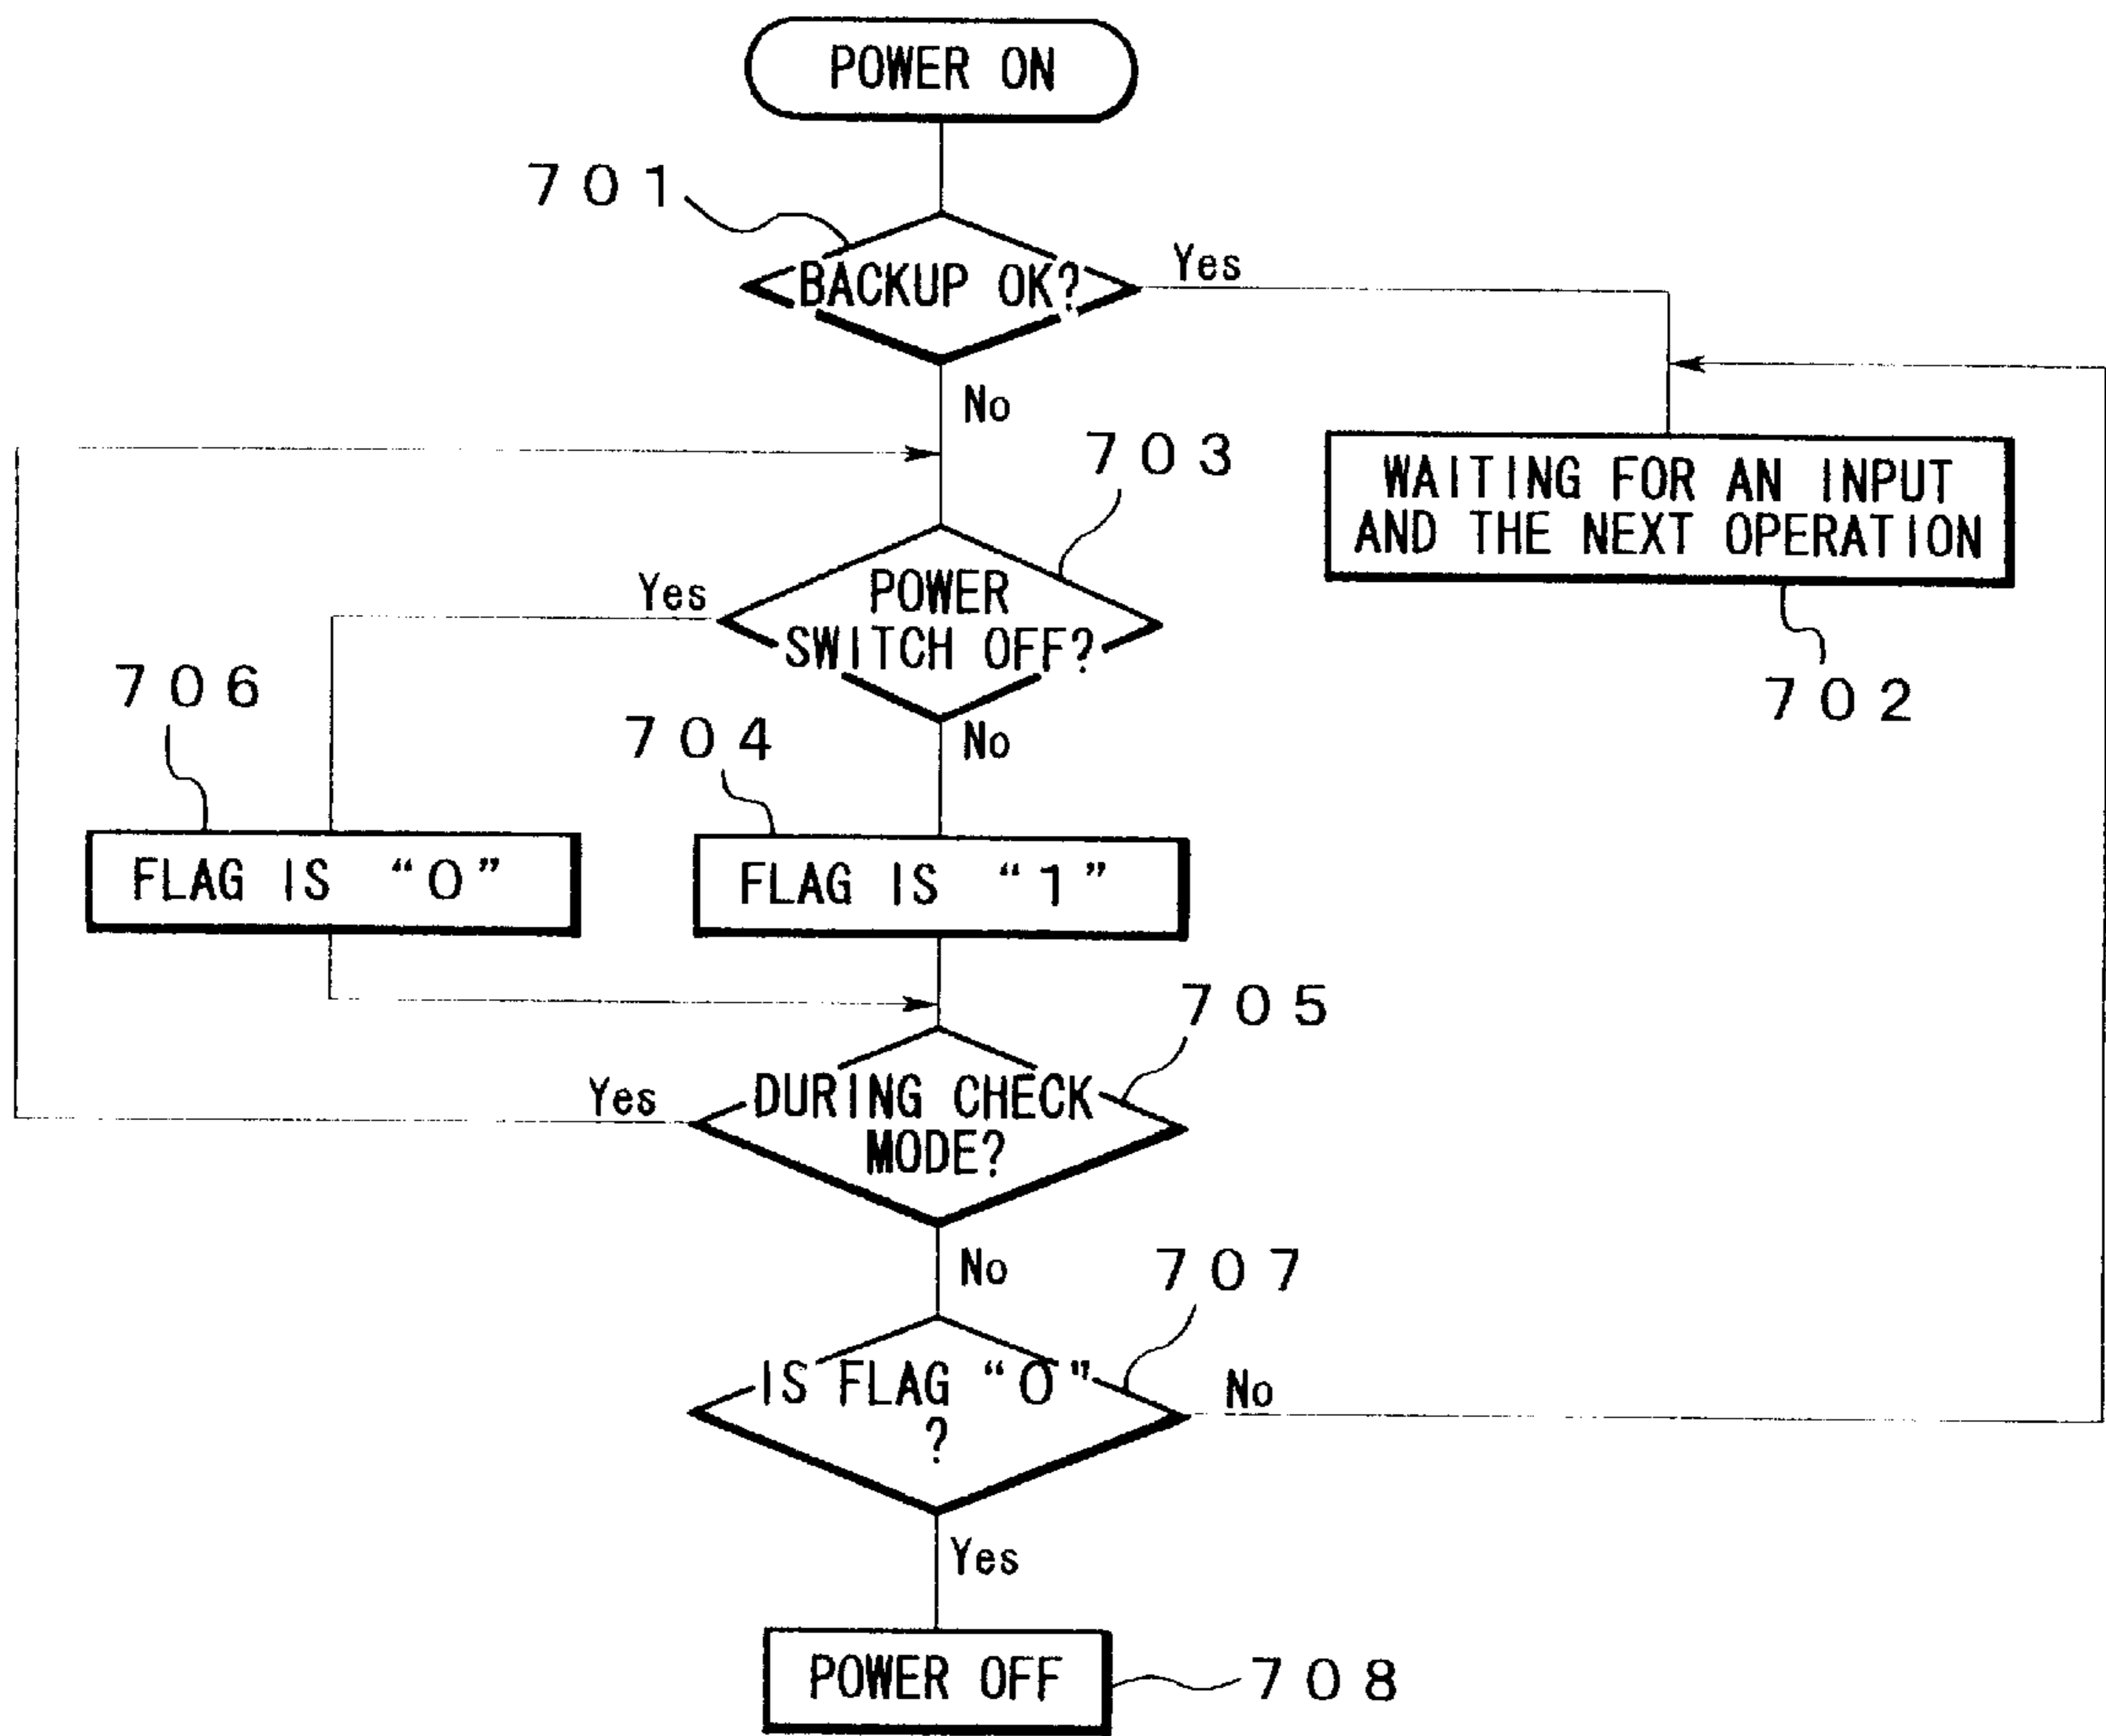 POWER ON
701
BACKUP OK?
Yes
No
703
WAITING FOR AN INPUT
AND THE NEXT OPERATION
702
Yes
POWER
SWITCH OFF?
No
706
704
FLAG IS “0”
FLAG IS “1”
705
Yes
DURING CHECK
MODE?
No
707
IS FLAG “0”
?
No
Yes
POWER OFF
708